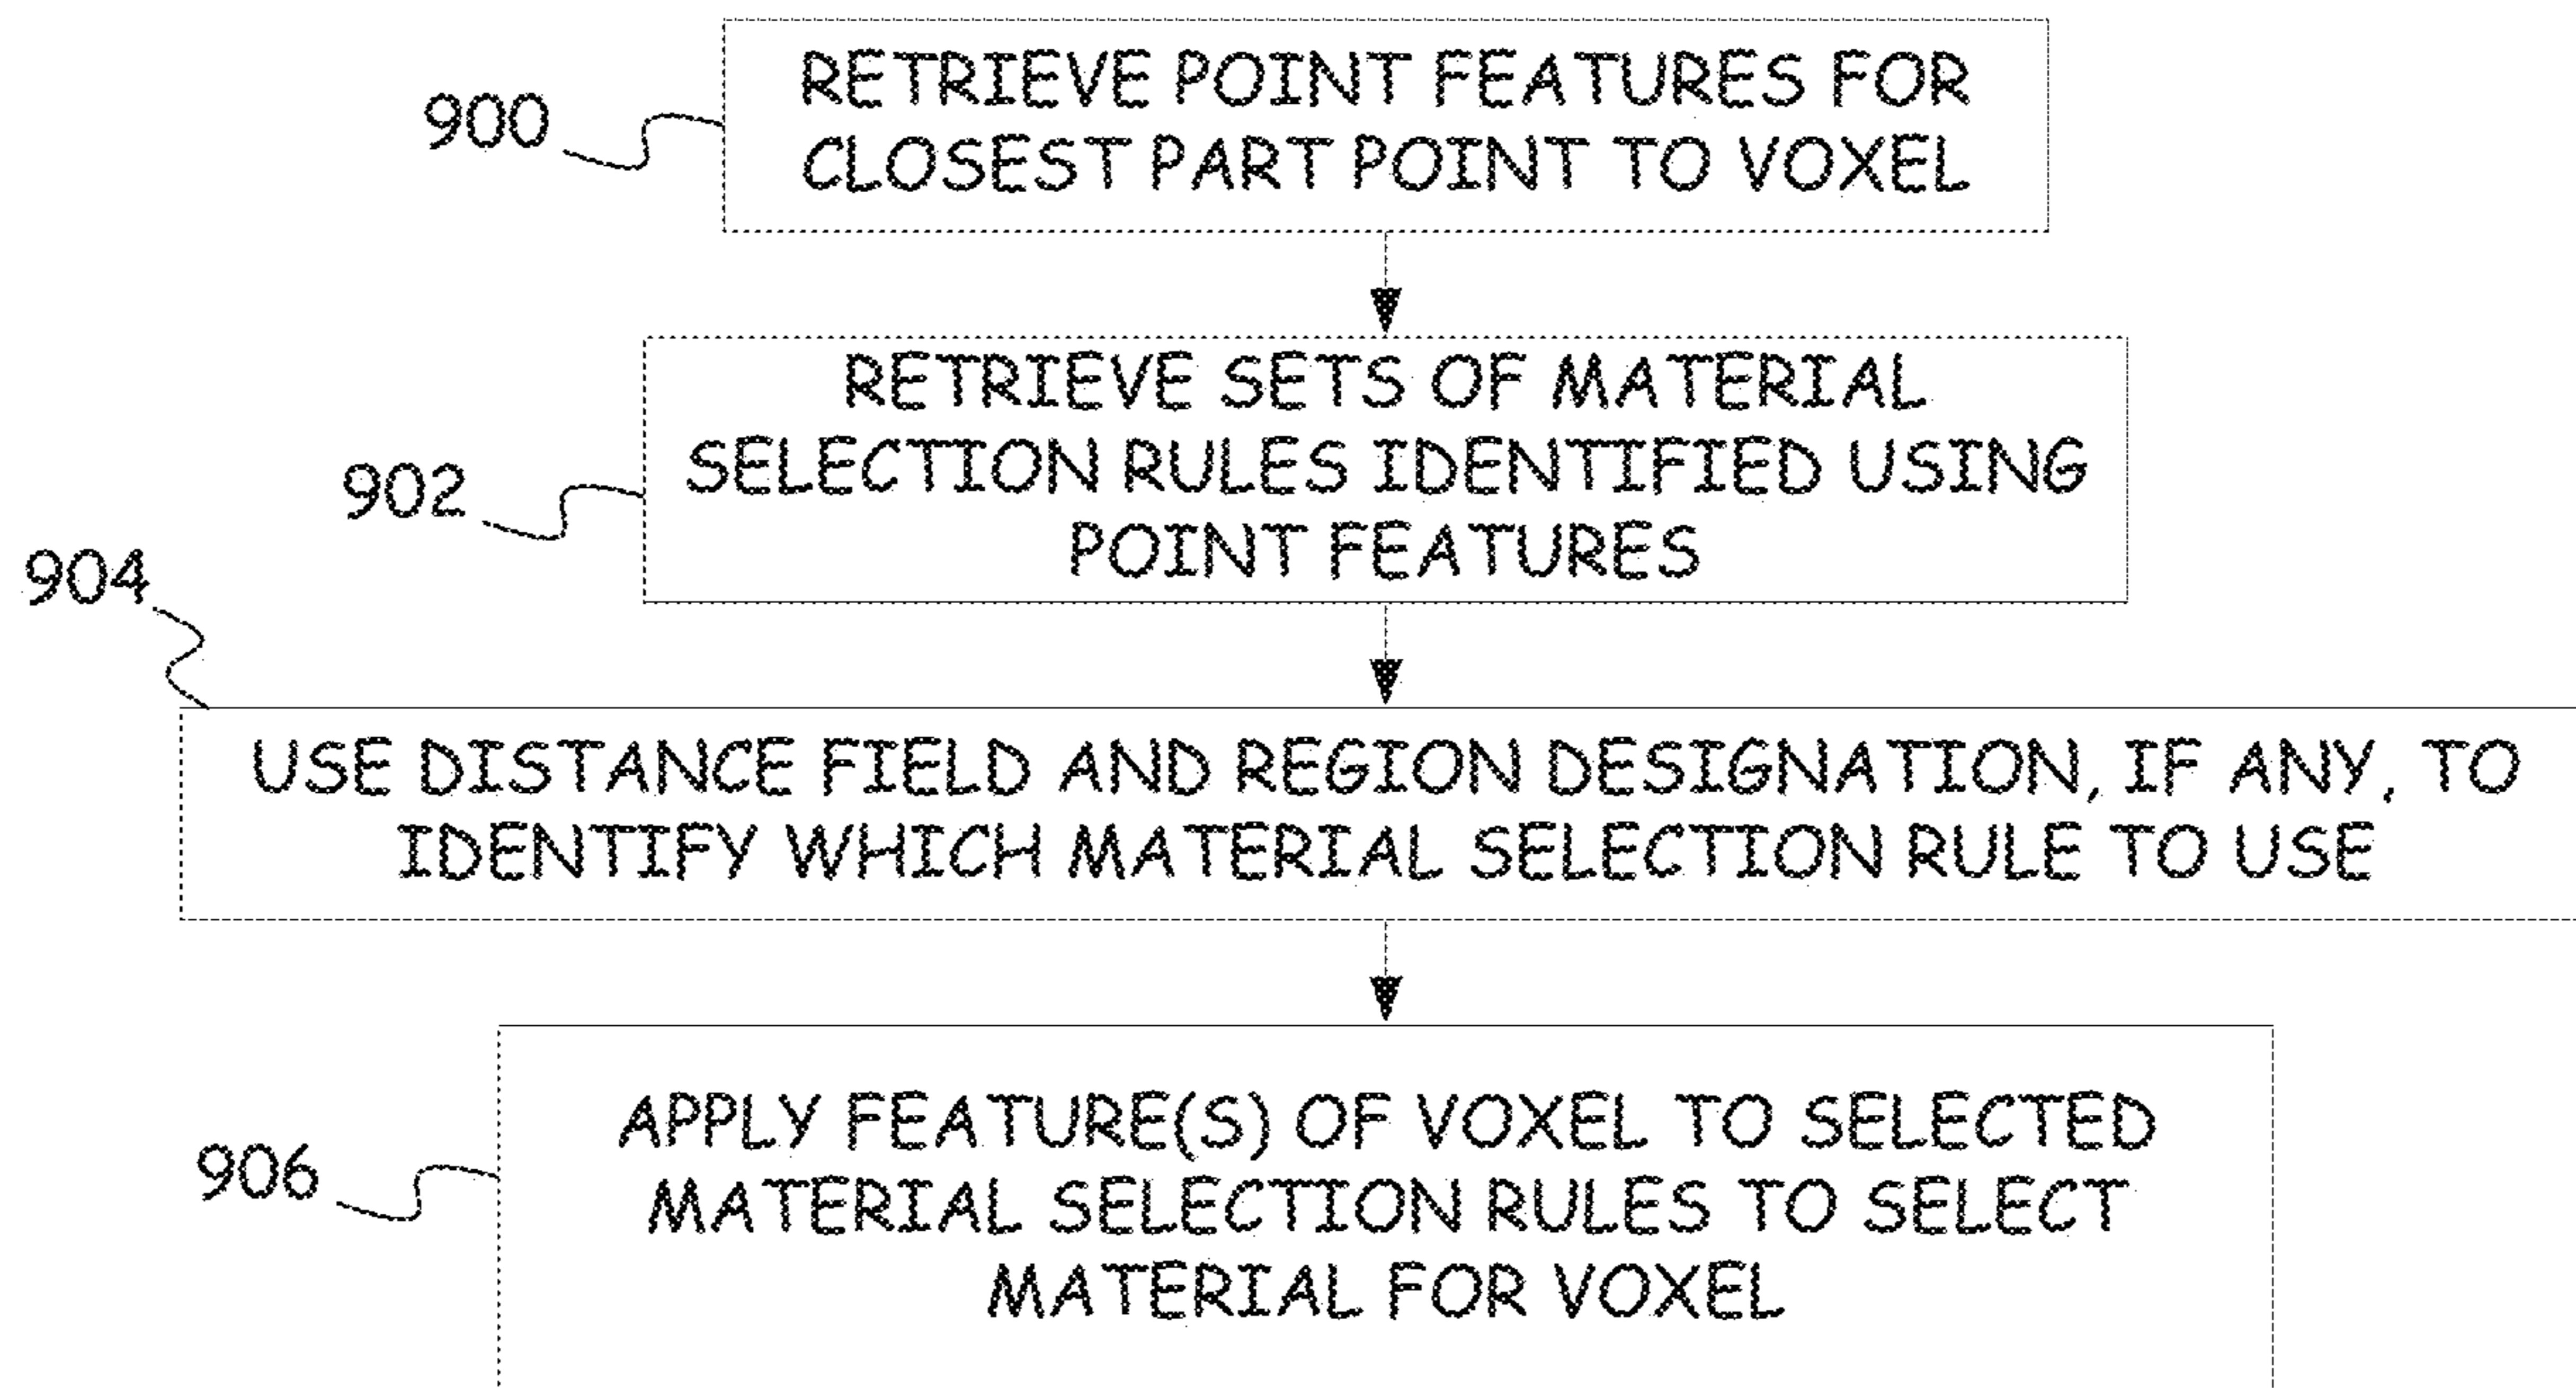 900
RETRIEVE POINT FEATURES FOR
CLOSEST PART POINT TO VOXEL
902
RETRIEVE SETS OF MATERIAL
SELECTION RULES IDENTIFIED USING
POINT FEATURES
904
USE DISTANCE FIELD AND REGION DESIGNATION, IF ANY, TO
IDENTIFY WHICH MATERIAL SELECTION RULE TO USE
906
APPLY FEATURE(S) OF VOXEL TO SELECTED
MATERIAL SELECTION RULES TO SELECT
MATERIAL FOR VOXEL